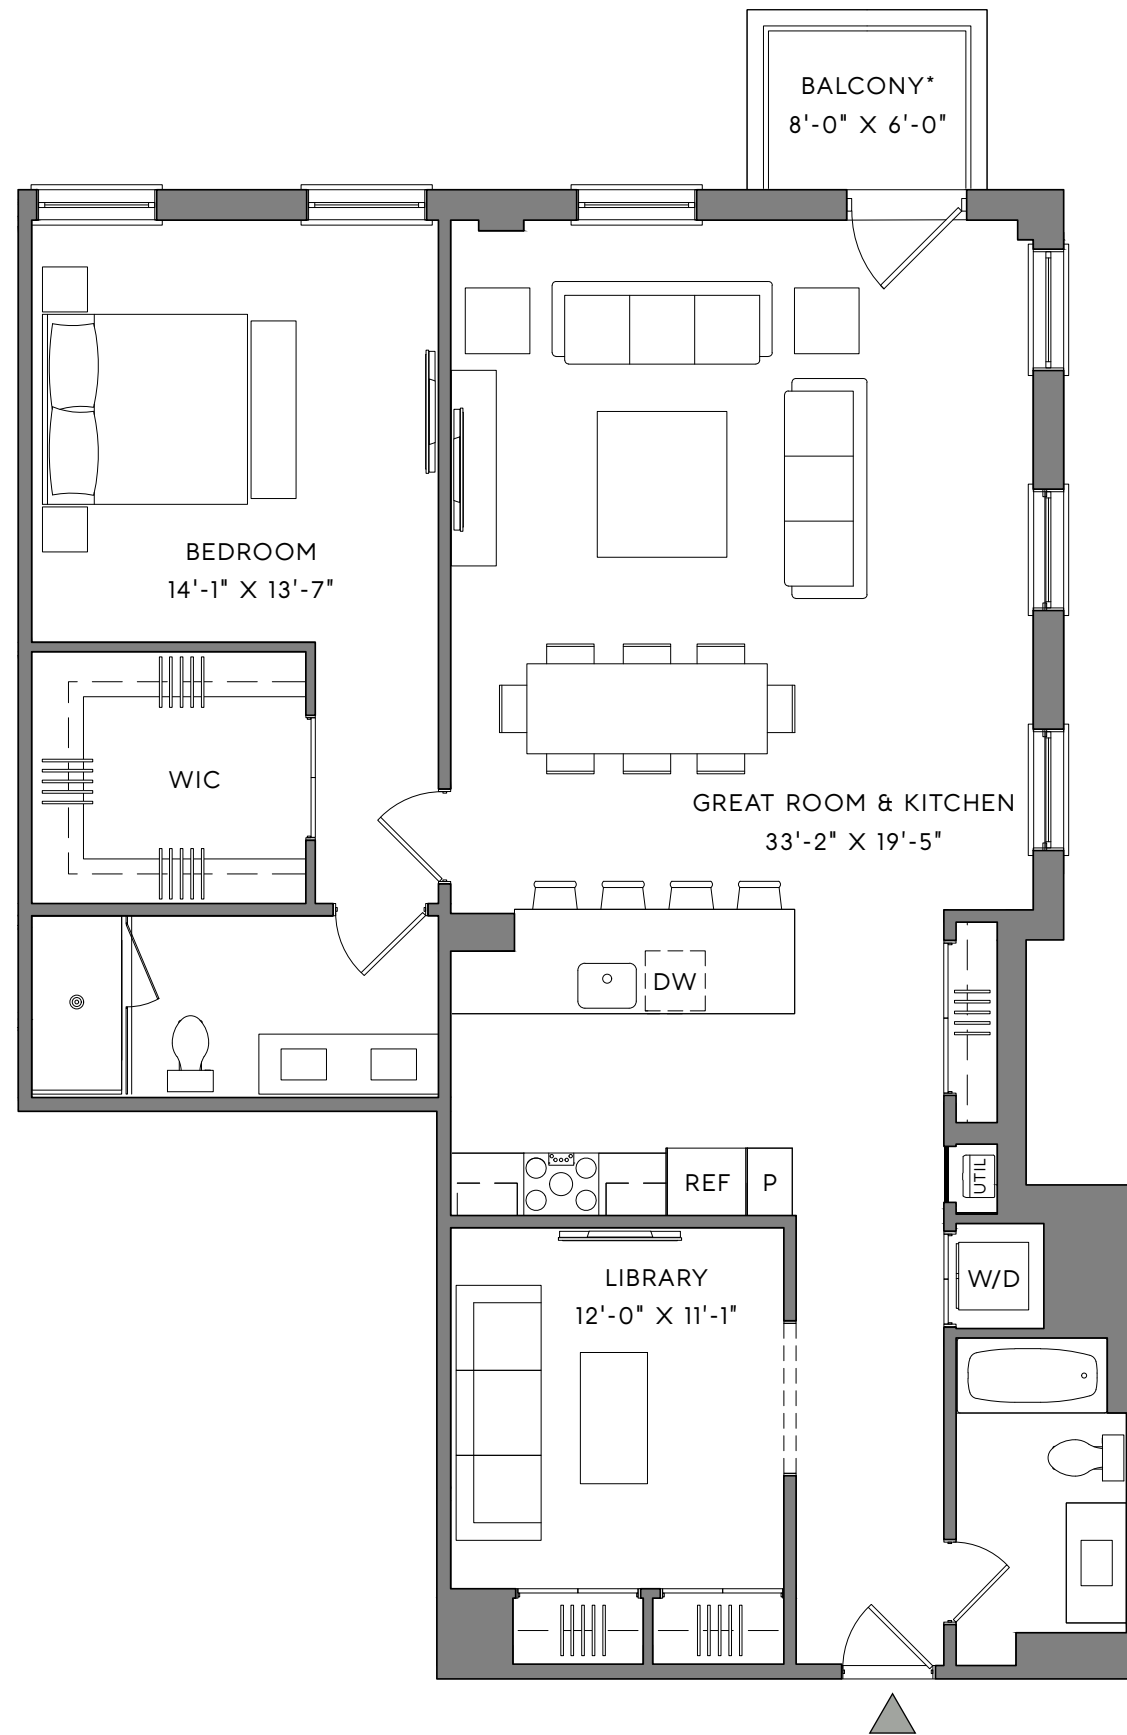 BALCONY*
8'-0" X 6'-0"
BEDROOM
14'-1" X 13'-7"
WIC
GREAT ROOM & KITCHEN
33'-2" X 19'-5"
DW
REF
P
UTIL
W/D
LIBRARY
12'-0" X 11'-1"